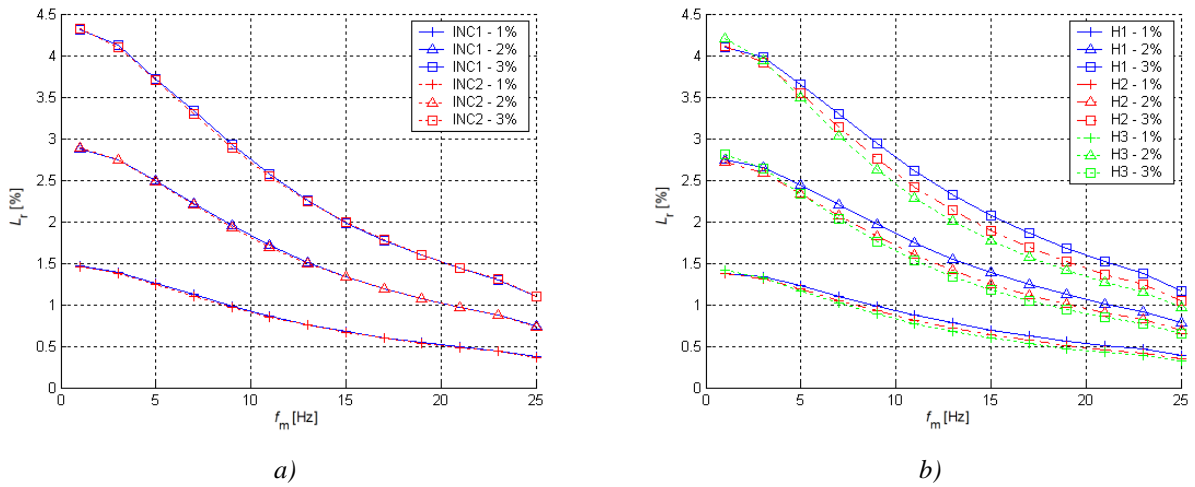 4.5
4
3.5
3
2.5
2
1.5
1
0.5
0
0 5 10 15 20 25
Lr [%]
fm [Hz]
INC1 - 1%
INC1 - 2%
INC1 - 3%
INC2 - 1%
INC2 - 2%
INC2 - 3%
a)
4.5
4
3.5
3
2.5
2
1.5
1
0.5
0
0 5 10 15 20 25
Lr [%]
fm [Hz]
H1 - 1%
H1 - 2%
H1 - 3%
H2 - 1%
H2 - 2%
H2 - 3%
H3 - 1%
H3 - 2%
H3 - 3%
b)